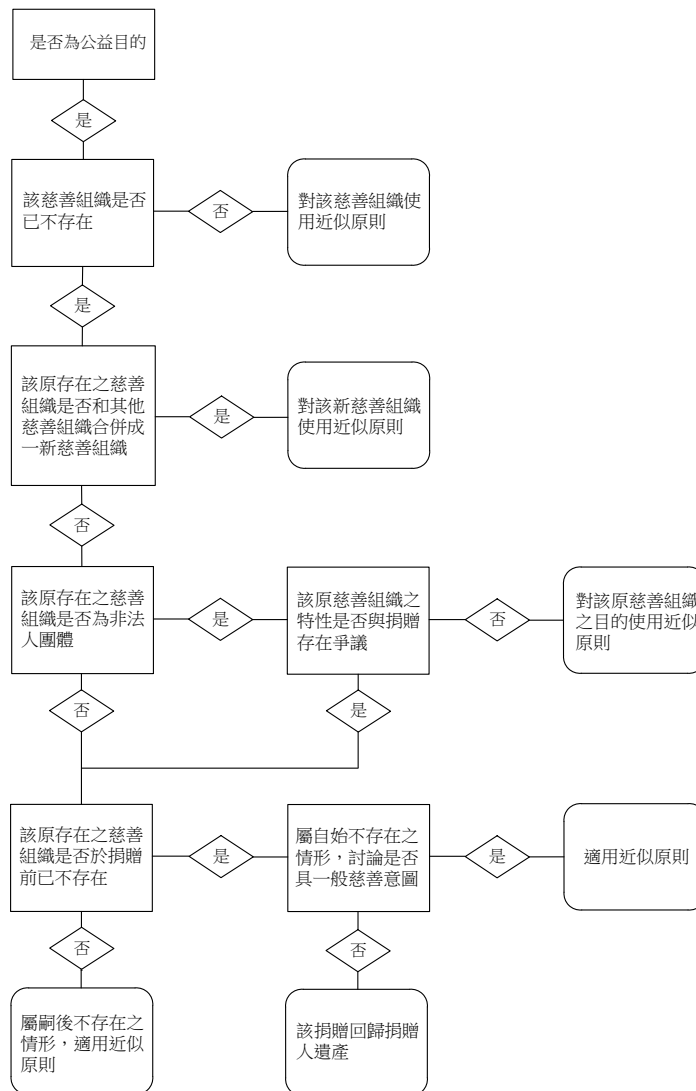 是否為公益目的
是
該慈善組織是否
已不存在
否
對該慈善組織使
用近似原則
是
該原存在之慈善
組織是否和其他
慈善組織合併成
一新慈善組織
是
對該新慈善組織
使用近似原則
否
該原存在之慈善
組織是否為非法
人團體
是
該原慈善組織之
特性是否與捐贈
存在爭議
否
對該原慈善組織
之目的使用近似
原則
否
是
該原存在之慈善
組織是否於捐贈
前已不存在
是
屬自始不存在之
情形，討論是否
具一般慈善意圖
是
適用近似原則
否
否
屬嗣後不存在之
情形，適用近似
原則
該捐贈回歸捐贈
人遺產